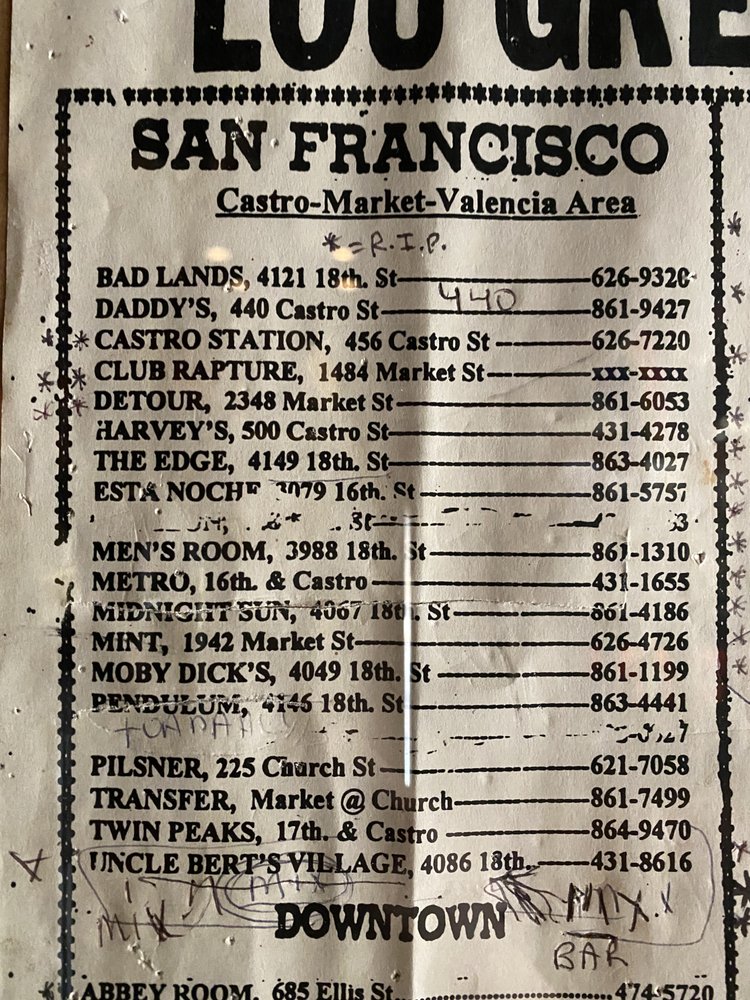 LOU GRE
SAN FRANCISCO
Castro-Market-Valencia Area
*=R.I.P.
BAD LANDS, 4121 18th. St 626-9320
440
DADDY'S, 440 Castro St 861-9427
* * CASTRO STATION, 456 Castro St 626-7220
* * CLUB RAPTURE, 1484 Market St xxx-xxxx
* * DETOUR, 2348 Market St 861-6053
HARVEY'S, 500 Castro St 431-4278
THE EDGE, 4149 18th. St 863-4027
ESTA NOCHE 3079 16th. St 861-5757
St 3
MEN'S ROOM, 3988 18th. St 861-1310
METRO, 16th. & Castro 431-1655
MIDNIGHT SUN, 4067 18th. St 861-4186
MINT, 1942 Market St 626-4726
MOBY DICK'S, 4049 18th. St 861-1199
PENDULUM, 4146 18th. St 863-4441
PILSNER, 225 Church St 621-7058
TRANSFER, Market @ Church 861-7499
TWIN PEAKS, 17th. & Castro 864-9470
UNCLE BERT'S VILLAGE, 4086 18th. 431-8616
MIX
MIX
MIX
BAR
DOWNTOWN
* ABBEY ROOM, 685 Ellis St 474-5720